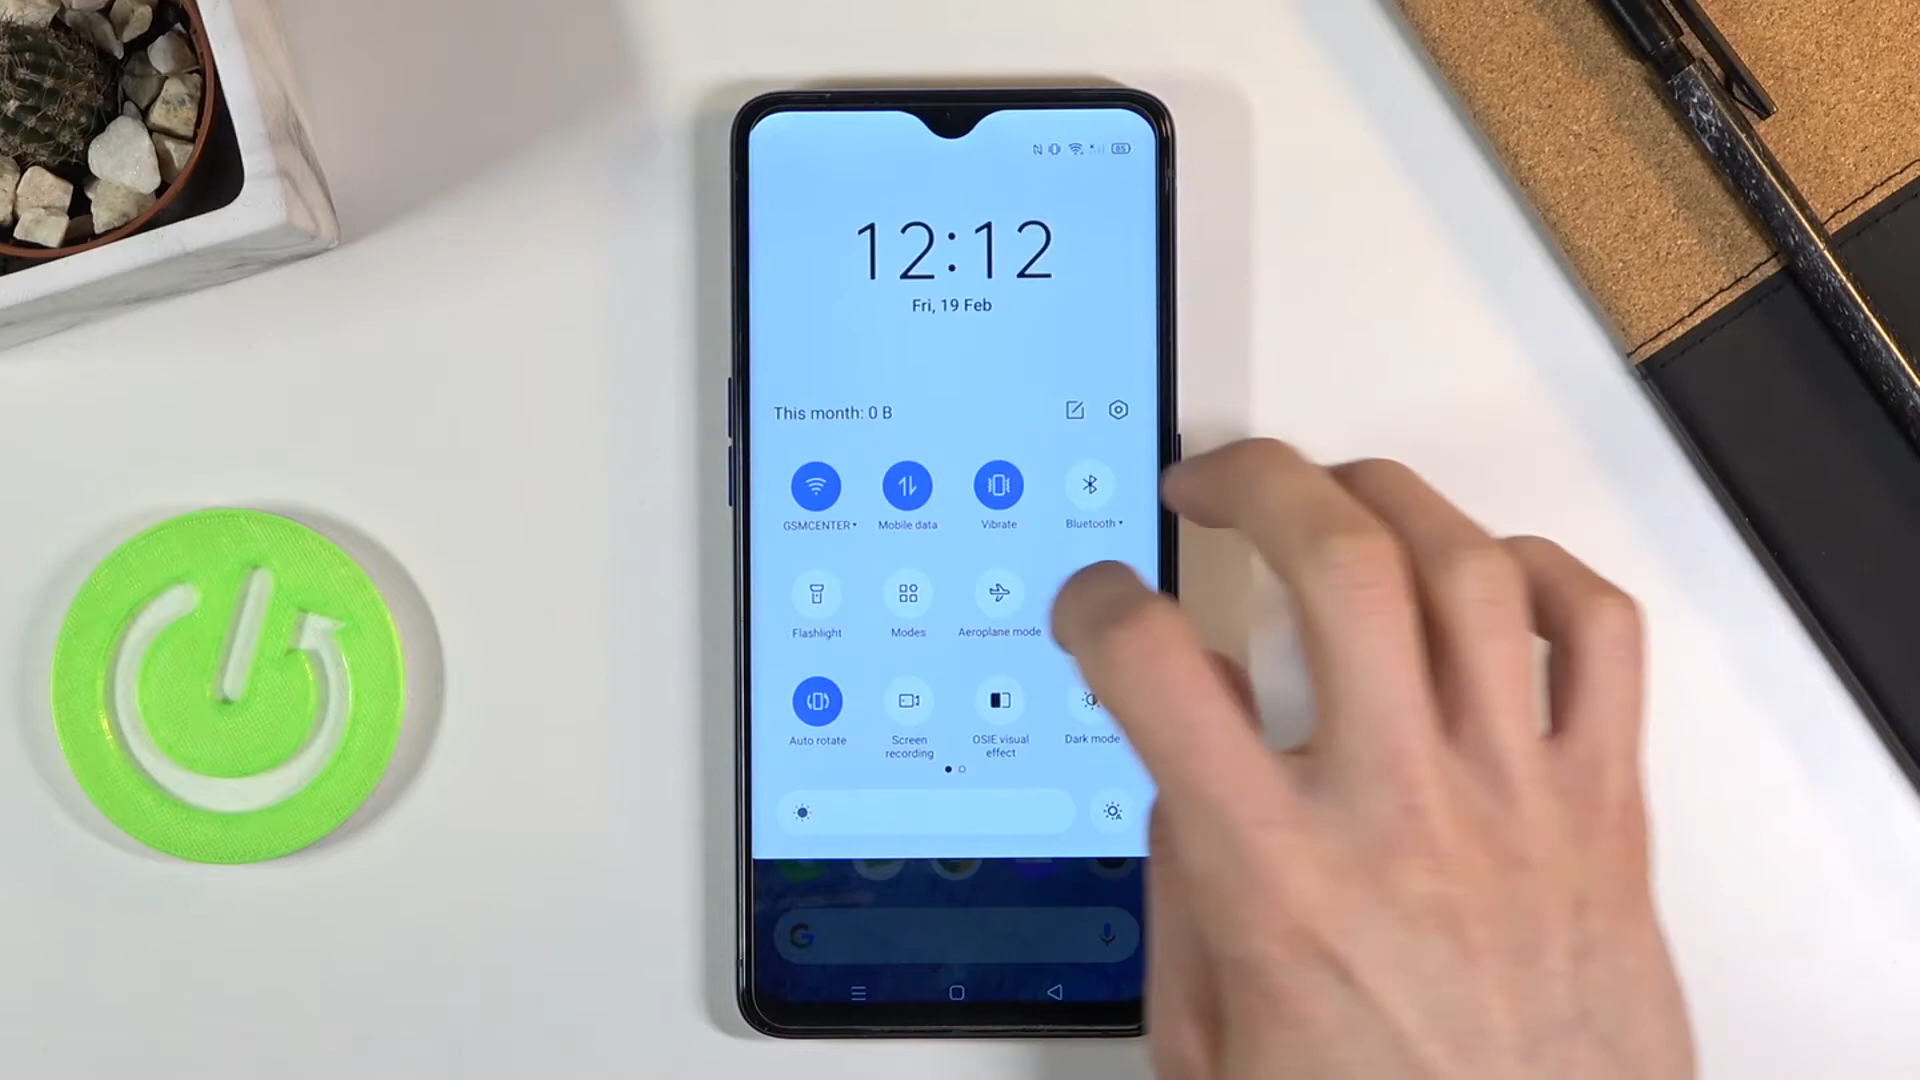 85
12:12
Fri, 19 Feb
This month: 0 B
GSMCENTER
Mobile data
Vibrate
Bluetooth
Flashlight
Modes
Aeroplane mode
Auto rotate
Screen recording
OSIE visual effect
Dark mode
G